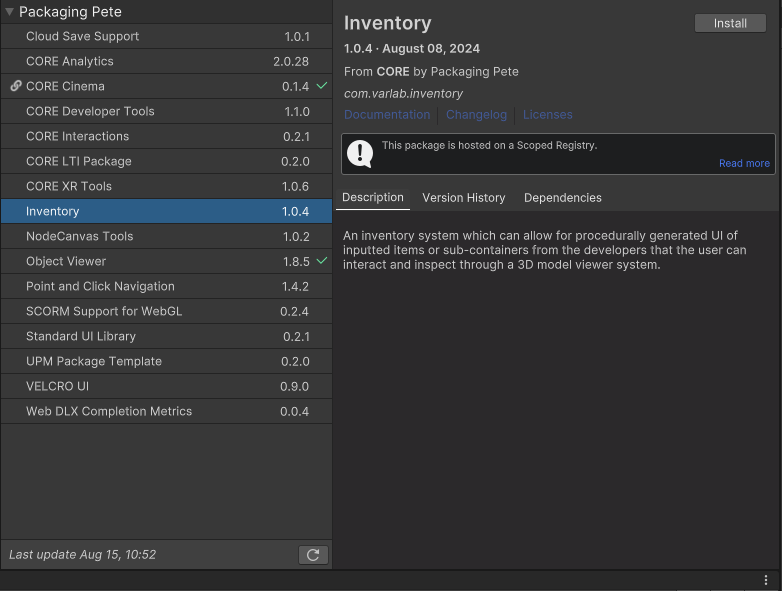 Packaging Pete
Cloud Save Support 1.0.1
CORE Analytics 2.0.28
CORE Cinema 0.1.4
CORE Developer Tools 1.1.0
CORE Interactions 0.2.1
CORE LTI Package 0.2.0
CORE XR Tools 1.0.6
Inventory 1.0.4
NodeCanvas Tools 1.0.2
Object Viewer 1.8.5
Point and Click Navigation 1.4.2
SCORM Support for WebGL 0.2.4
Standard UI Library 0.2.1
UPM Package Template 0.2.0
VELCRO UI 0.9.0
Web DLX Completion Metrics 0.0.4
Last update Aug 15, 10:52
Inventory
Install
1.0.4 · August 08, 2024
From CORE by Packaging Pete
com.varlab.inventory
Documentation Changelog Licenses
This package is hosted on a Scoped Registry.
Read more
Description Version History Dependencies
An inventory system which can allow for procedurally generated UI of
inputted items or sub-containers from the developers that the user can
interact and inspect through a 3D model viewer system.